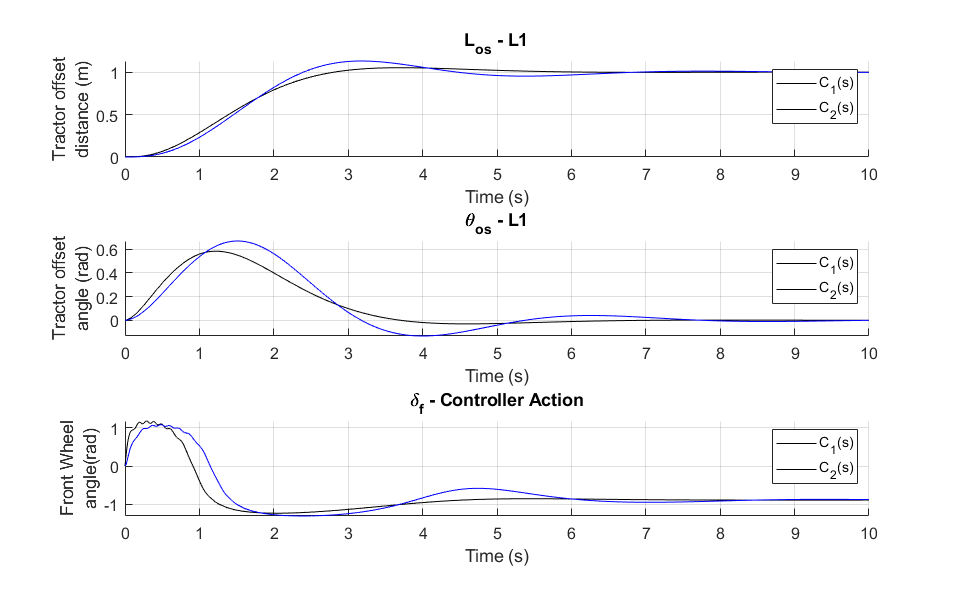 L_os - L1
Tractor offset
distance (m)
1
0.5
0
C_1(s)
C_2(s)
0 1 2 3 4 5 6 7 8 9 10
Time (s)
θ_os - L1
Tractor offset
angle (rad)
0.6
0.4
0.2
0
C_1(s)
C_2(s)
0 1 2 3 4 5 6 7 8 9 10
Time (s)
δ_f - Controller Action
Front Wheel
angle(rad)
1
0
-1
C_1(s)
C_2(s)
0 1 2 3 4 5 6 7 8 9 10
Time (s)